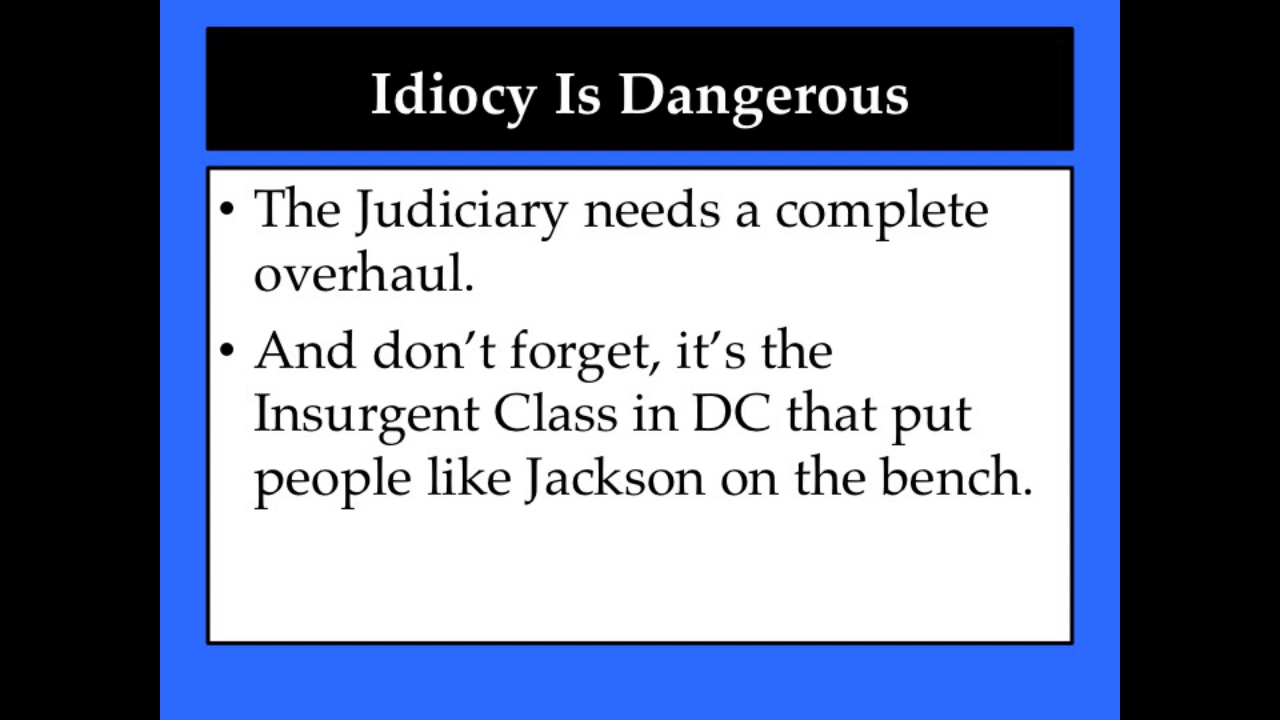 Idiocy Is Dangerous
• The Judiciary needs a complete
overhaul.
• And don’t forget, it’s the
Insurgent Class in DC that put
people like Jackson on the bench.